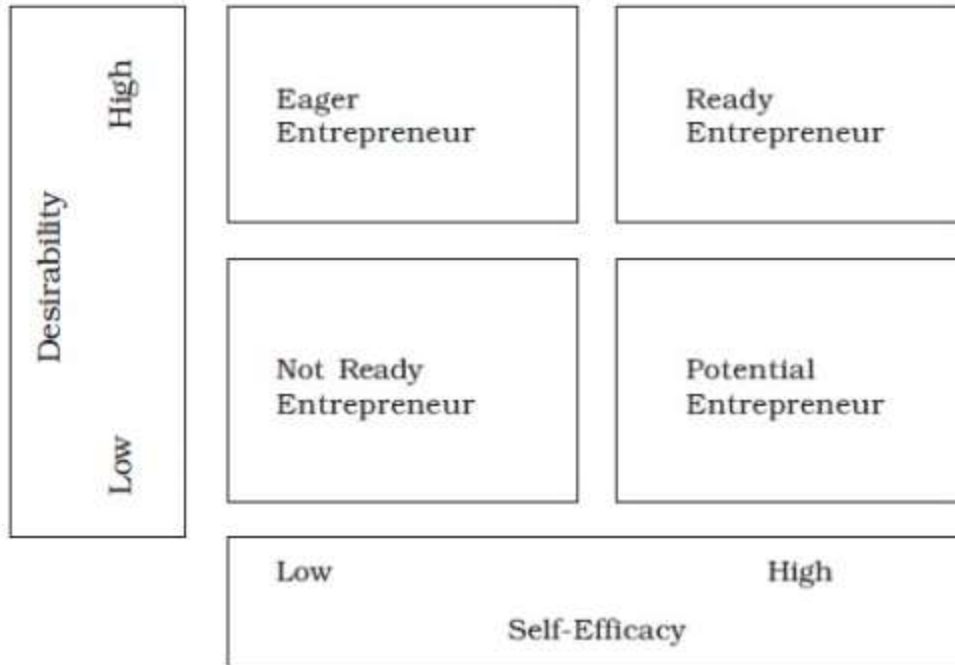 High
Desirability
Low
Eager
Entrepreneur
Ready
Entrepreneur
Not Ready
Entrepreneur
Potential
Entrepreneur
Low
High
Self-Efficacy